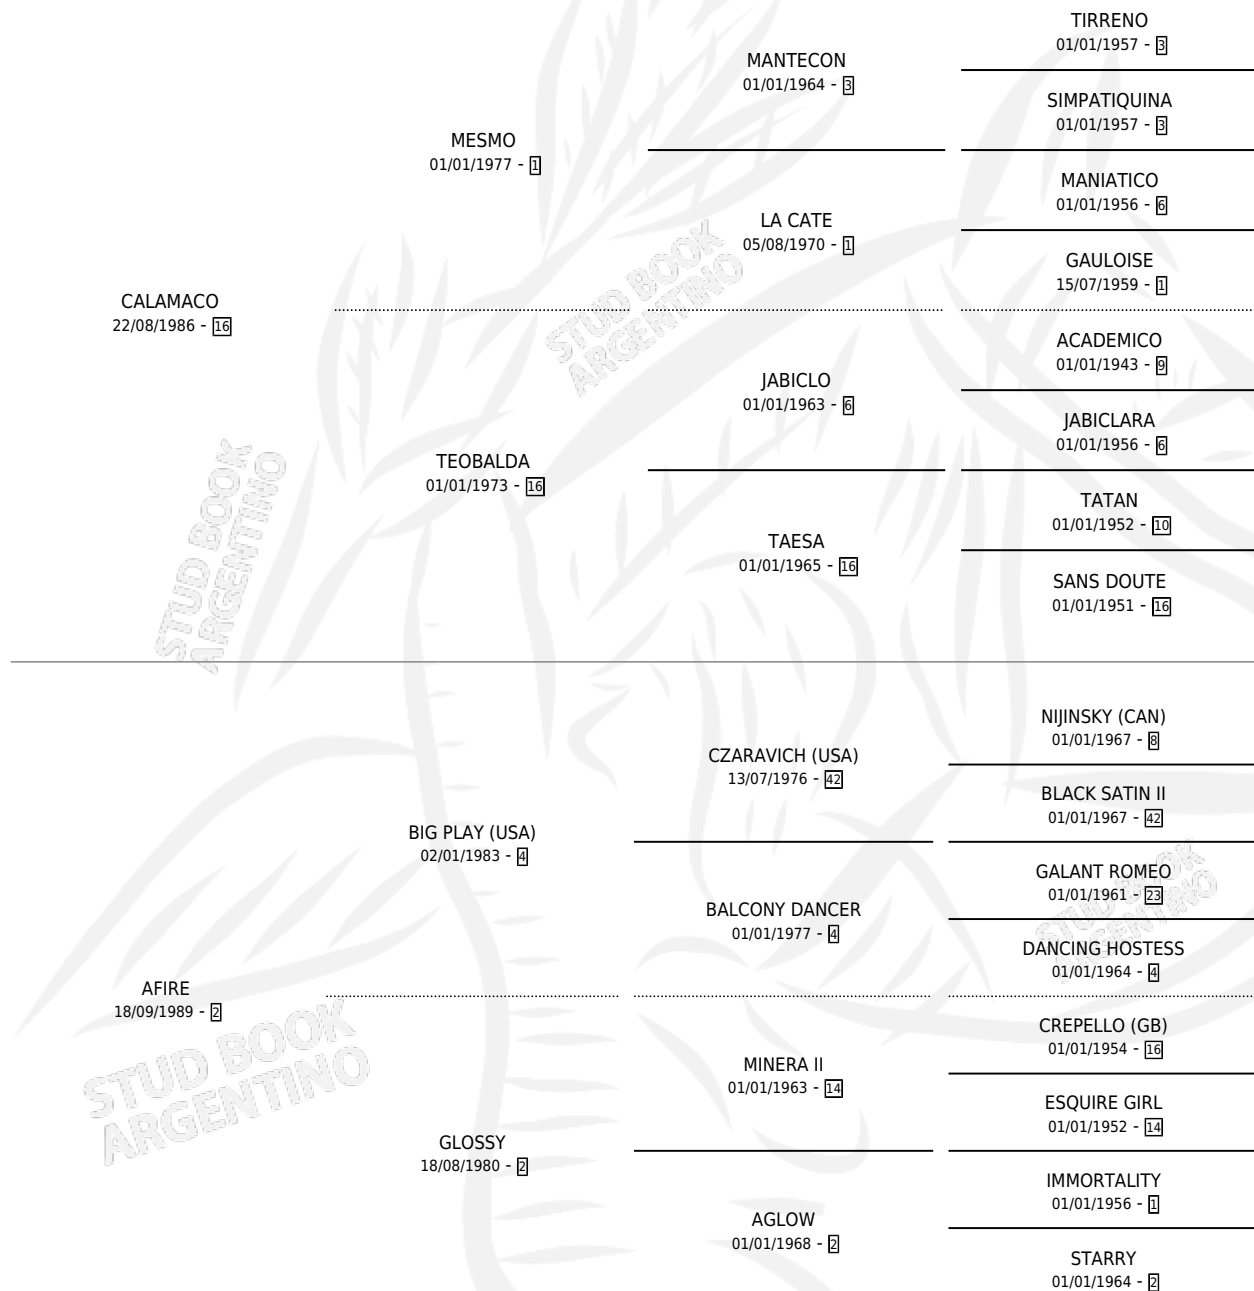 TIRRENO
01/01/1957 - 3
MANTECON
01/01/1964 - 3
SIMPATIQUINA
01/01/1957 - 3
MESMO
01/01/1977 - 1
MANIATICO
01/01/1956 - 6
LA CATE
05/08/1970 - 1
GAULOISE
15/07/1959 - 1
CALAMACO
22/08/1986 - 16
ACADEMICO
01/01/1943 - 9
JABICLO
01/01/1963 - 6
JABICLARA
01/01/1956 - 6
TEOBALDA
01/01/1973 - 16
TATAN
01/01/1952 - 10
TAESA
01/01/1965 - 16
SANS DOUTE
01/01/1951 - 16
STUD BOOK
ARGENTINO
STUD BOOK
ARGENTINO
NIJINSKY (CAN)
01/01/1967 - 8
CZARAVICH (USA)
13/07/1976 - 42
BLACK SATIN II
01/01/1967 - 42
BIG PLAY (USA)
02/01/1983 - 4
GALANT ROMEO
01/01/1961 - 23
BALCONY DANCER
01/01/1977 - 4
DANCING HOSTESS
01/01/1964 - 4
AFIRE
18/09/1989 - 2
CREPELLO (GB)
01/01/1954 - 16
MINERA II
01/01/1963 - 14
ESQUIRE GIRL
01/01/1952 - 14
GLOSSY
18/08/1980 - 2
IMMORTALITY
01/01/1956 - 1
AGLOW
01/01/1968 - 2
STARRY
01/01/1964 - 2
STUD BOOK
ARGENTINO
STUD BOOK
ARGENTINO